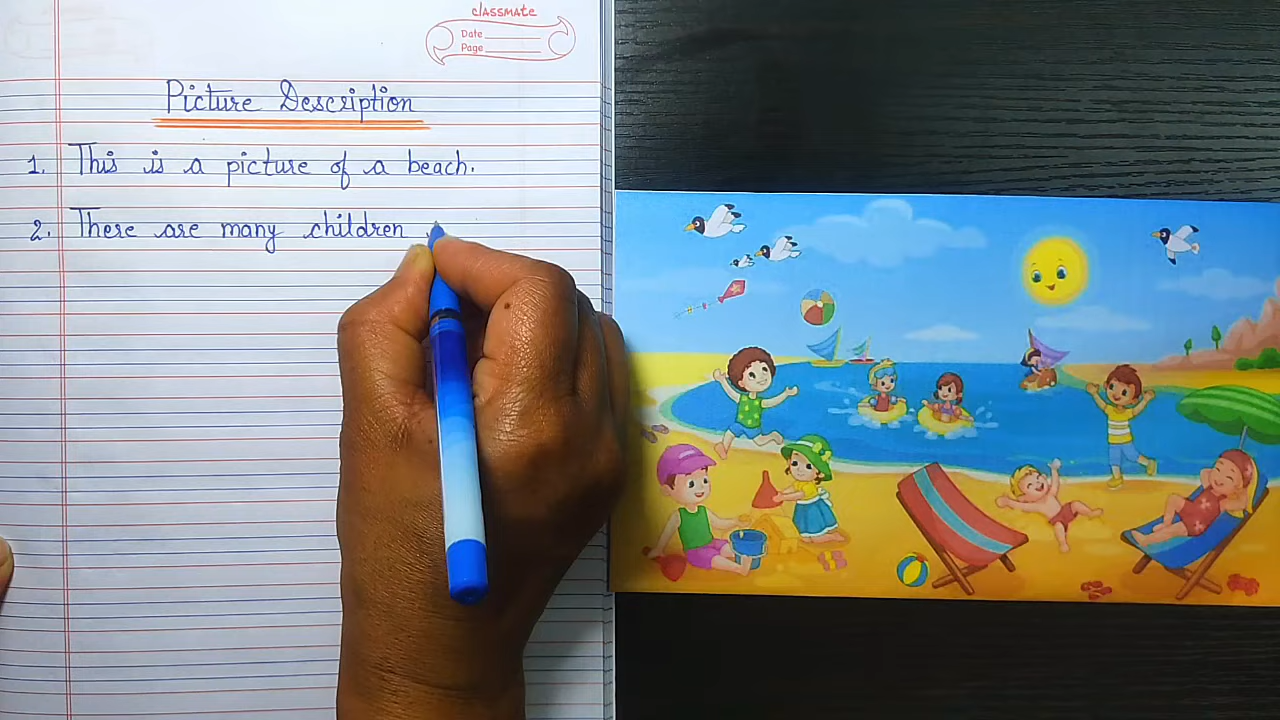 classmate
Date
Page
Picture Description
1. This is a picture of a beach.
2. There are many children